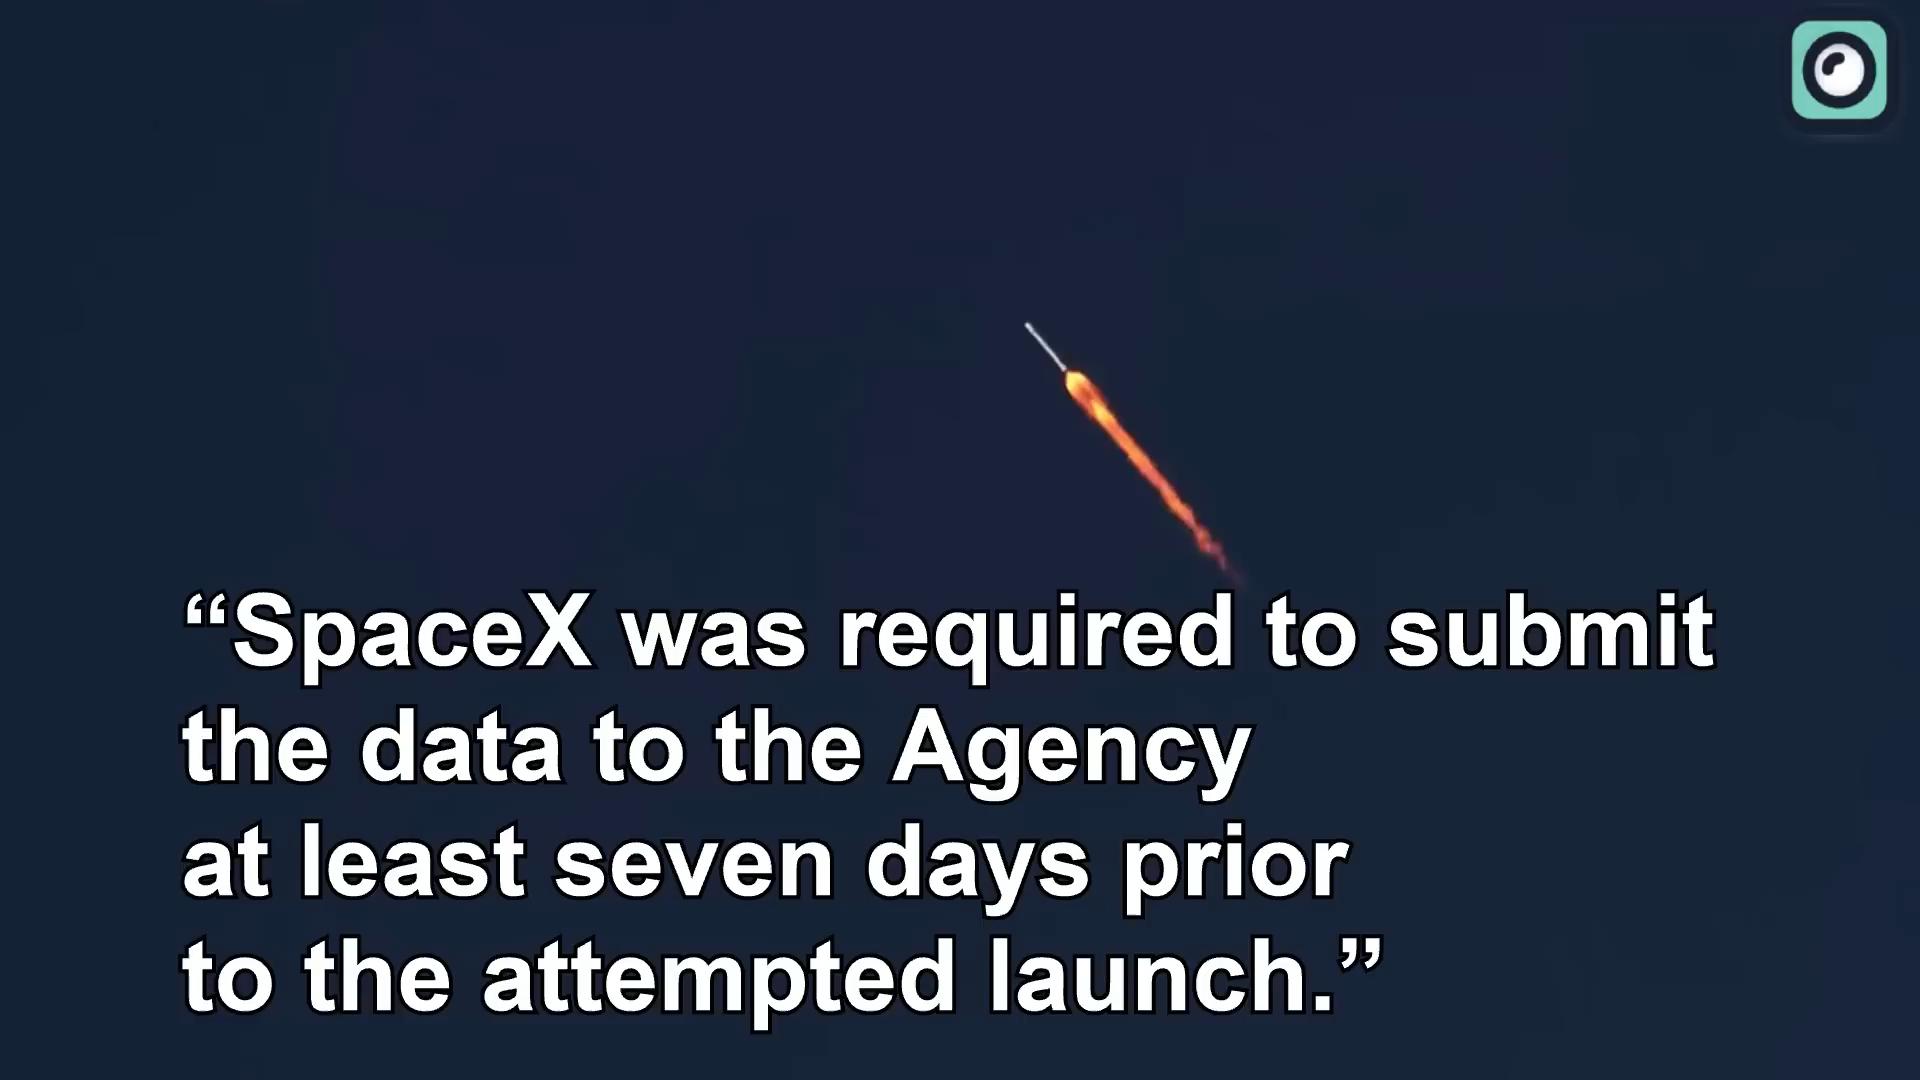 “SpaceX was required to submit
the data to the Agency
at least seven days prior
to the attempted launch.”